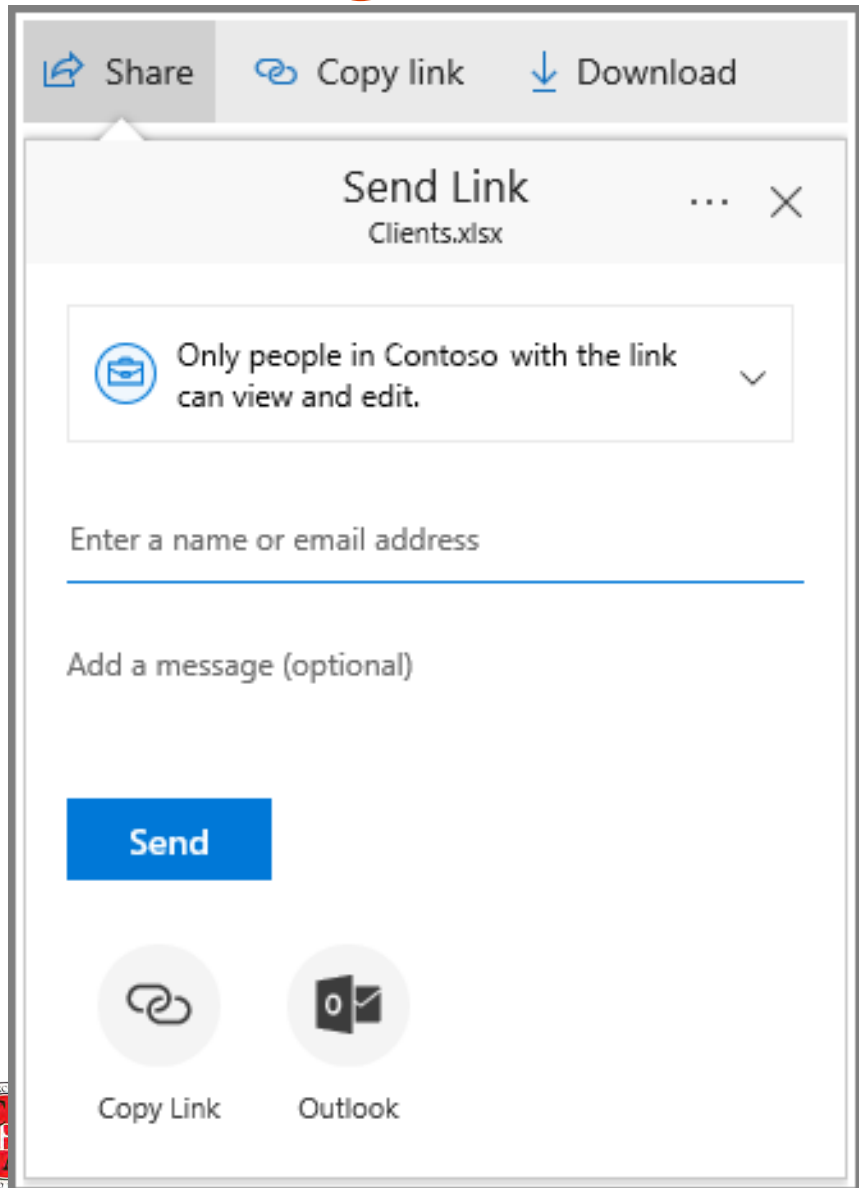 Share Copy link Download
Send Link
Clients.xlsx
Only people in Contoso with the link
can view and edit.
Enter a name or email address
Add a message (optional)
Send
Copy Link Outlook